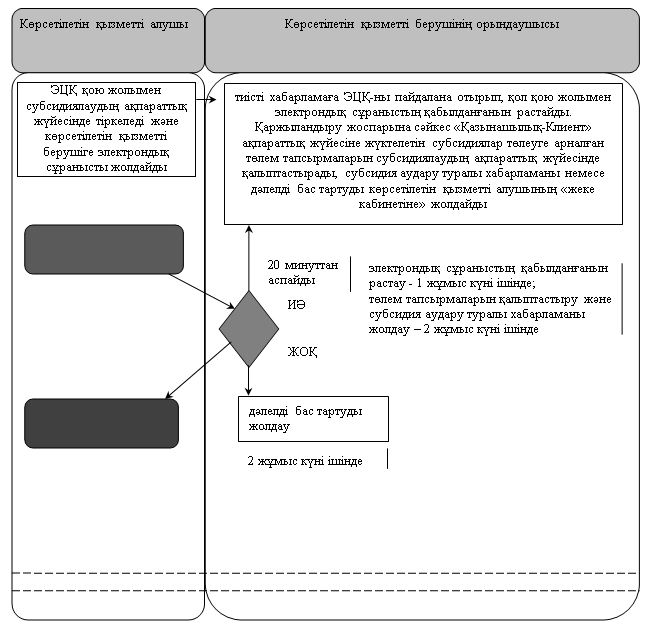 Көрсетілетін қызметті алушы
Көрсетілетін қызметті берушінің орындаушысы
ЭЦҚ қою жолымен
субсидиялаудың ақпараттық
жүйесінде тіркеледі және
көрсетілетін қызметті
берушіге электрондық
сұранысты жолдайды
тиісті хабарламаға ЭЦҚ-ны пайдалана отырып, қол қою жолымен
электрондық сұраныстың қабылданғанын растайды.
Қаржыландыру жоспарына сәйкес «Қазынашылық-Клиент»
ақпараттық жүйесіне жүктелетін субсидиялар төлеуге арналған
төлем тапсырмаларын субсидиялаудың ақпараттық жүйесінде
қалыптастырады, субсидия аудару туралы хабарламаны немесе
дәлелді бас тартуды көрсетілетін қызметті алушының «жеке
кабинетіне» жолдайды
20 минуттан
аспайды
электрондық сұраныстың қабылданғанын
растау - 1 жұмыс күні ішінде;
төлем тапсырмаларын қалыптастыру және
субсидия аудару туралы хабарламаны
жолдау – 2 жұмыс күні ішінде
ИӘ
ЖОҚ
дәлелді бас тартуды
жолдау
2 жұмыс күні ішінде